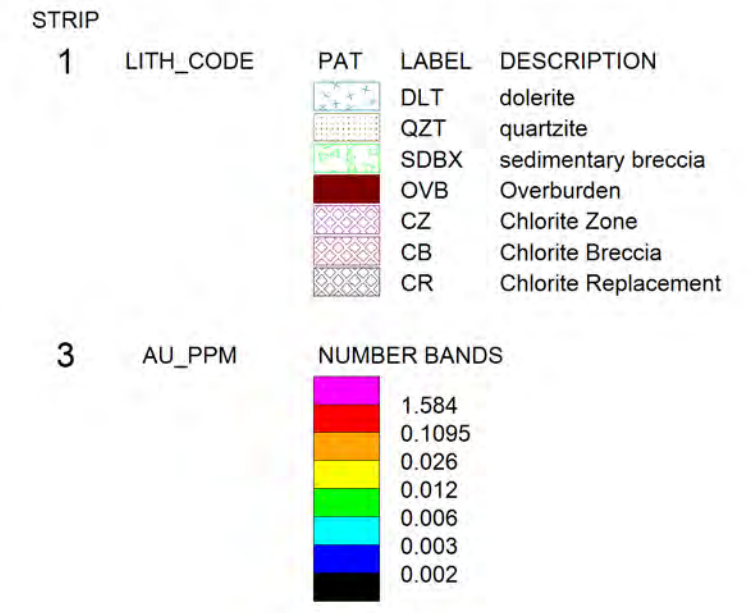 STRIP
1 LITH_CODE PAT LABEL DESCRIPTION
DLT dolerite
QZT quartzite
SDBX sedimentary breccia
OVB Overburden
CZ Chlorite Zone
CB Chlorite Breccia
CR Chlorite Replacement
3 AU_PPM NUMBER BANDS
1.584
0.1095
0.026
0.012
0.006
0.003
0.002